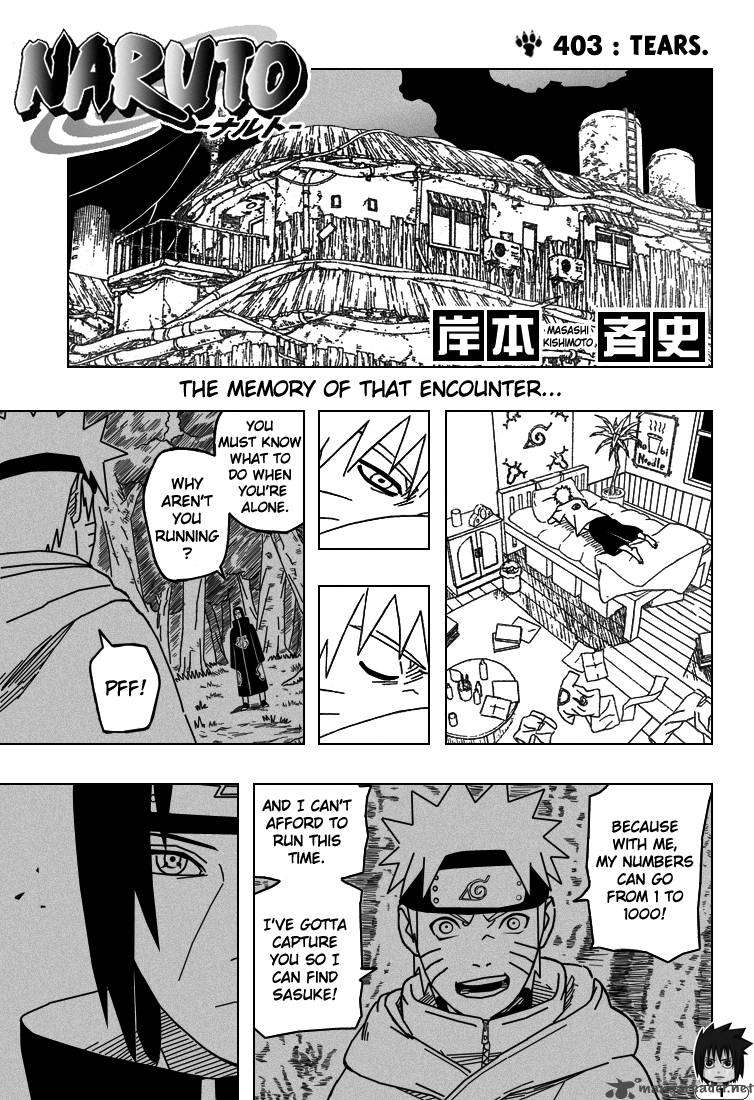 NARUTO
-ナルト-
403 : TEARS.
岸本
MASASHI
KISHIMOTO
斉史
THE MEMORY OF THAT ENCOUNTER...
Noodle
YOU
MUST KNOW
WHAT TO
DO WHEN
YOU'RE
ALONE.
WHY
AREN'T
YOU
RUNNING
?
PFF!
BECAUSE
WITH ME,
MY NUMBERS
CAN GO
FROM 1 TO
1000!
AND I CAN'T
AFFORD TO
RUN THIS
TIME.
I'VE GOTTA
CAPTURE
YOU SO I
CAN FIND
SASUKE!